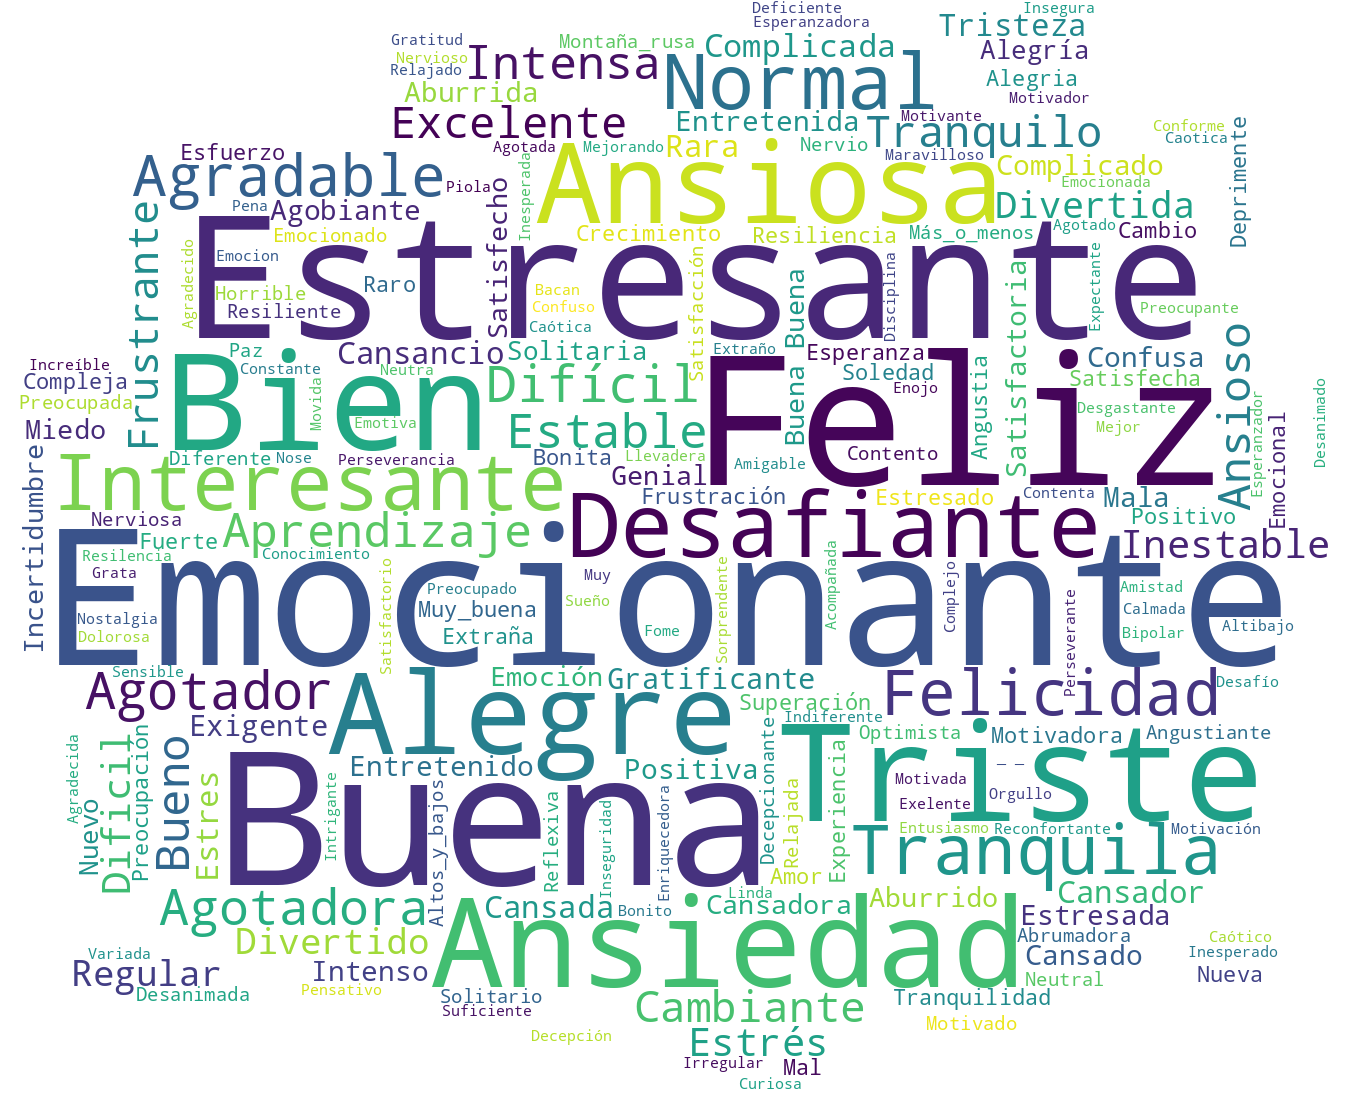 Deficiente
Insegura
Esperanzadora
Tristeza
Gratitud
Montaña_rusa
Complicada
Alegría
Nervioso
Intensa
Normal
Relajado
Alegria
Aburrida
Motivador
Excelente
Entretenida
Motivante
Tranquilo
Conforme
Caotica
Deprimente
Esfuerzo
Agotada
Mejorando
Rara
Nervio
Maravilloso
Complicado
Agradable
Piola
Inesperada
Ansiosa
Emocionada
Pena
Agobiante
Satisfecho
Divertida
Frustrante
Emocionado
Crecimiento
Resiliencia
Más_o_menos
Agotado
Cambio
Agradecido
Emocion
Estresante
Horrible
Raro
Resiliente
Bacan
Confuso
Caótica
Satisfacción
Buena
Disciplina
Satisfactoria
Expectante
Preocupante
Increíble
Paz
Cansancio
Solitaria
Extraño
Esperanza
Confusa
Ansioso
Compleja
Constante
Neutra
Difícil
Soledad
Enojo
Angustia
Satisfecha
Preocupada
Bien
Movida
Emotiva
Feliz
Buena
Desgastante
Mejor
Esperanzador
Desanimado
Miedo
Estable
Contento
Emocional
Diferente
Nose
Perseverancia
Bonita
Llevadera
Amigable
Incertidumbre
Interesante
Genial
Frustración
Estresado
Contenta
Mala
Nerviosa
Positivo
Fuerte
Aprendizaje
Desafiante
Inestable
Resilencia
Conocimiento
Grata
Muy
Emocionante
Preocupado
Sueño
Acompañada
Complejo
Amistad
Nostalgia
Muy_buena
Calmada
Dolorosa
Extraña
Fome
Sorprendente
Bipolar
Altibajo
Satisfactorio
Perseverante
Sensible
Emoción
Gratificante
Felicidad
Desafío
Agotador
Alegre
Superación
Exigente
Indiferente
Optimista
Motivadora
Angustiante
Agradecida
Difícil
Preocupación
Bueno
Entretenido
Positiva
Decepcionante
Triste
_ _
Nuevo
Estres
Intrigante
Altos_y_bajos
Buena
Reflexiva
Inseguridad
Enriquecedora
Relajada
Experiencia
Motivada
Exelente
Orgullo
Entusiasmo
Reconfortante
Motivación
Tranquila
Amor
Linda
Agotadora
Cansada
Bonito
Cansadora
Aburrido
Cansador
Estresada
Divertido
Ansiedad
Abrumadora
Caótico
Variada
Cansado
Inesperado
Regular
Intenso
Nueva
Desanimada
Pensativo
Solitario
Neutral
Suficiente
Cambiante
Tranquilidad
Motivado
Decepción
Estrés
Irregular
Mal
Curiosa